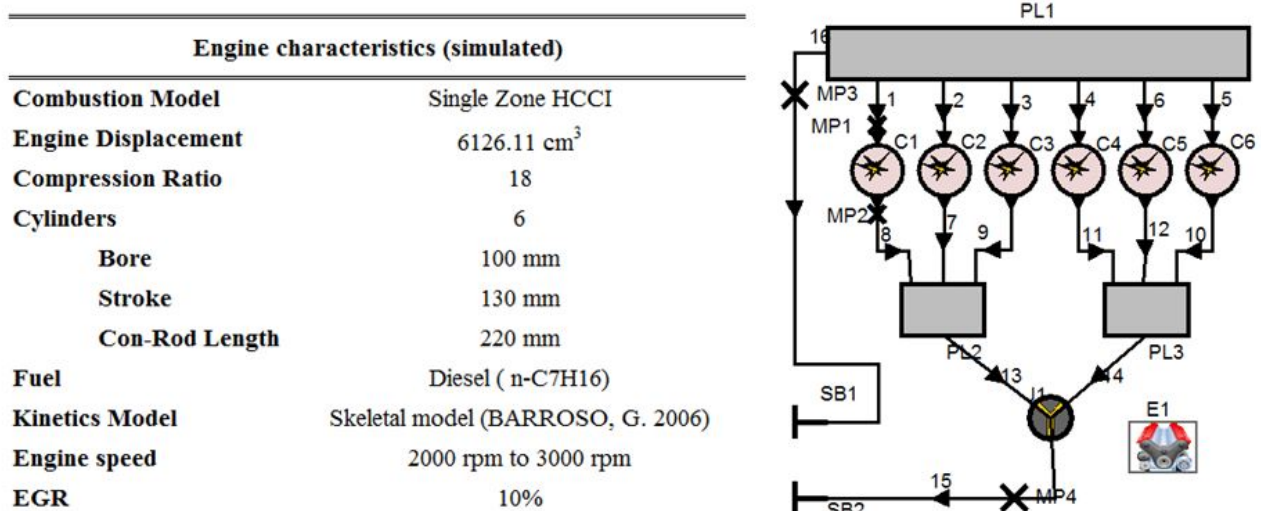 Engine characteristics (simulated)
Combustion Model Single Zone HCCI
Engine Displacement 6126.11 cm³
Compression Ratio 18
Cylinders 6
Bore 100 mm
Stroke 130 mm
Con-Rod Length 220 mm
Fuel Diesel ( n-C7H16)
Kinetics Model Skeletal model (BARROSO, G. 2006)
Engine speed 2000 rpm to 3000 rpm
EGR 10%
PL1
16
MP3 1 2 3 4 6 5
MP1
C1 C2 C3 C4 C5 C6
MP2
8 7 9 11 12 10
PL2 PL3
13 14
SB1 J1 E1
15
SB2 MP4